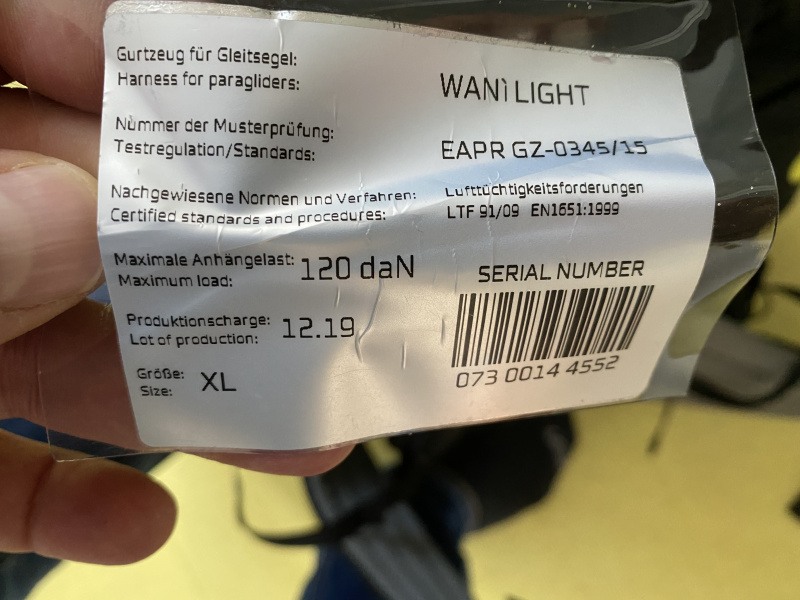 Gurtzeug für Gleitsegel:
Harness for paragliders:
WANI LIGHT
Nummer der Musterprüfung:
Testregulation/Standards:
EAPR GZ-0345/15
Nachgewiesene Normen und Verfahren:
Certified standards and procedures:
Lufttüchtigkeitsforderungen
LTF 91/09 EN1651:1999
Maximale Anhängelast:
Maximum load:
120 daN
SERIAL NUMBER
073 0014 4552
Produktionscharge:
Lot of production:
12.19
Größe:
Size:
XL